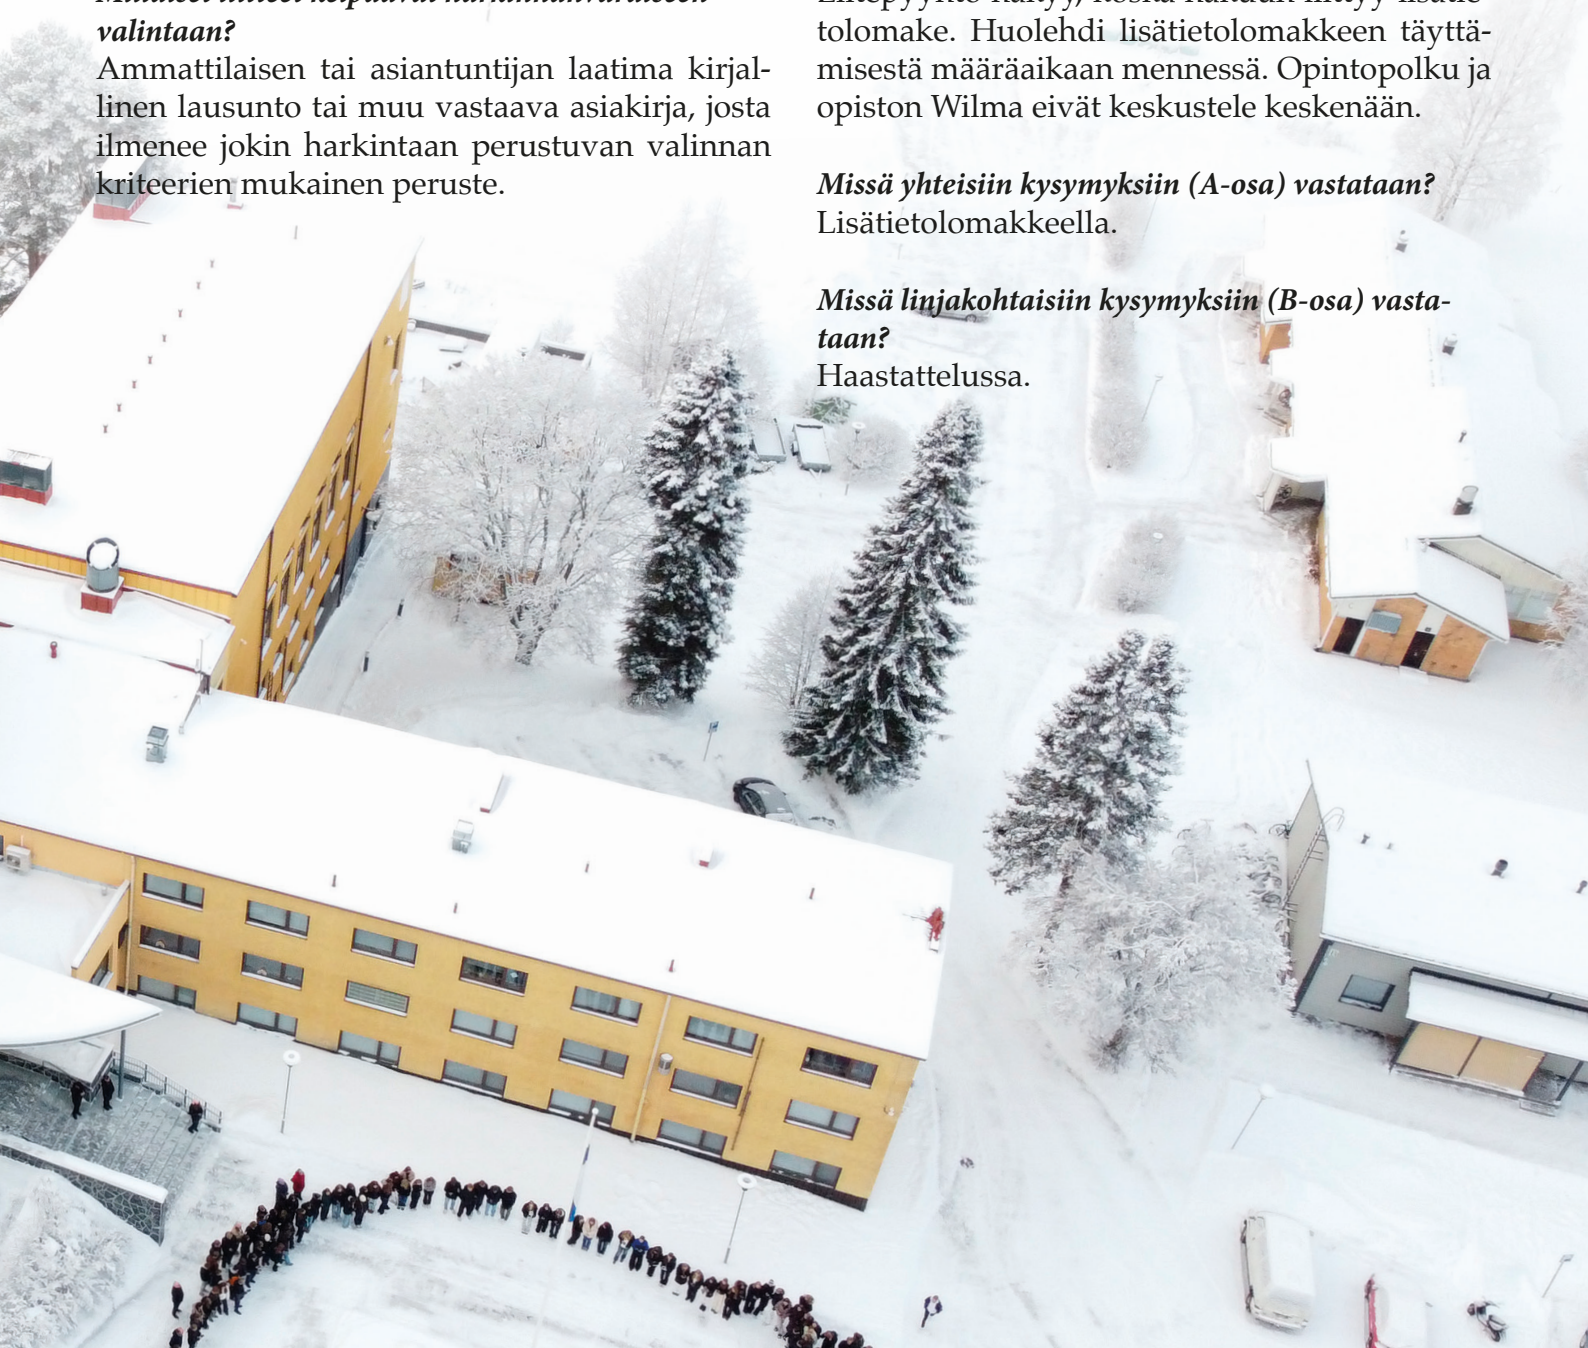 valintaan?
Ammattilaisen tai asiantuntijan laatima kirjal-
linen lausunto tai muu vastaava asiakirja, josta
ilmenee jokin harkintaan perustuvan valinnan
kriteerien mukainen peruste.
tolomake. Huolehdi lisätietolomakkeen täyttä-
misestä määräaikaan mennessä. Opintopolku ja
opiston Wilma eivät keskustele keskenään.
Missä yhteisiin kysymyksiin (A-osa) vastataan?
Lisätietolomakkeella.
Missä linjakohtaisiin kysymyksiin (B-osa) vasta-
taan?
Haastattelussa.